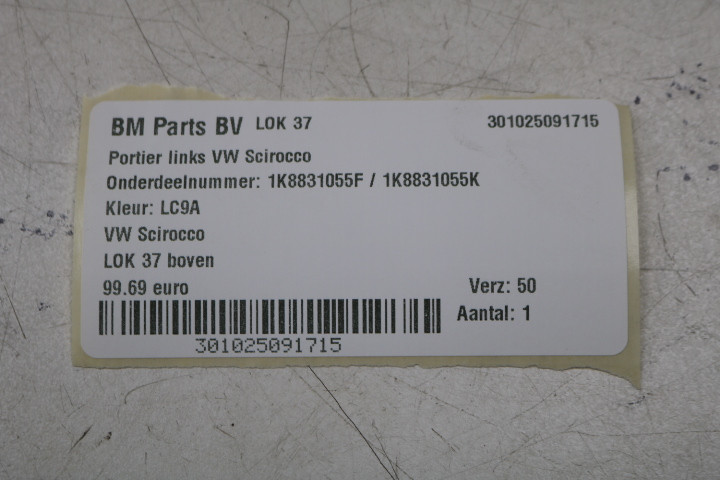 BM Parts BV LOK 37 301025091715
Portier links VW Scirocco
Onderdeelnummer: 1K8831055F / 1K8831055K
Kleur: LC9A
VW Scirocco
LOK 37 boven
99.69 euro Verz: 50
Aantal: 1
301025091715